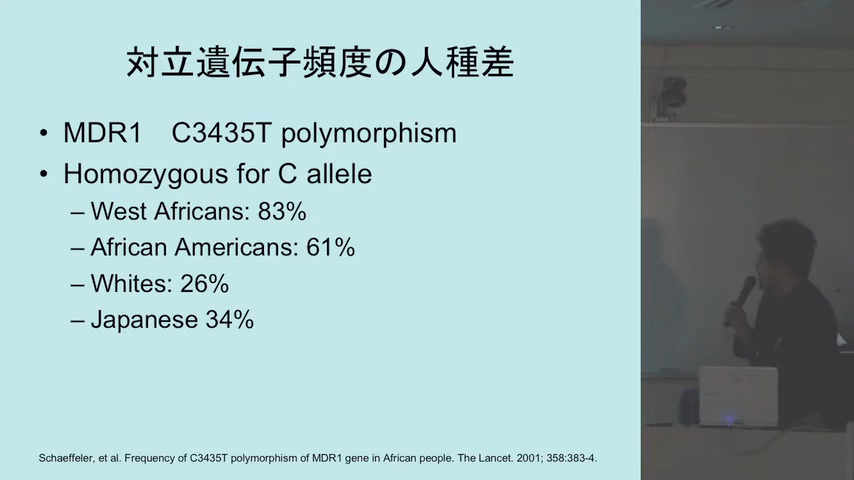 対立遺伝子頻度の人種差
• MDR1　C3435T polymorphism
• Homozygous for C allele
– West Africans: 83%
– African Americans: 61%
– Whites: 26%
– Japanese 34%
Schaeffeler, et al. Frequency of C3435T polymorphism of MDR1 gene in African people. The Lancet. 2001; 358:383-4.